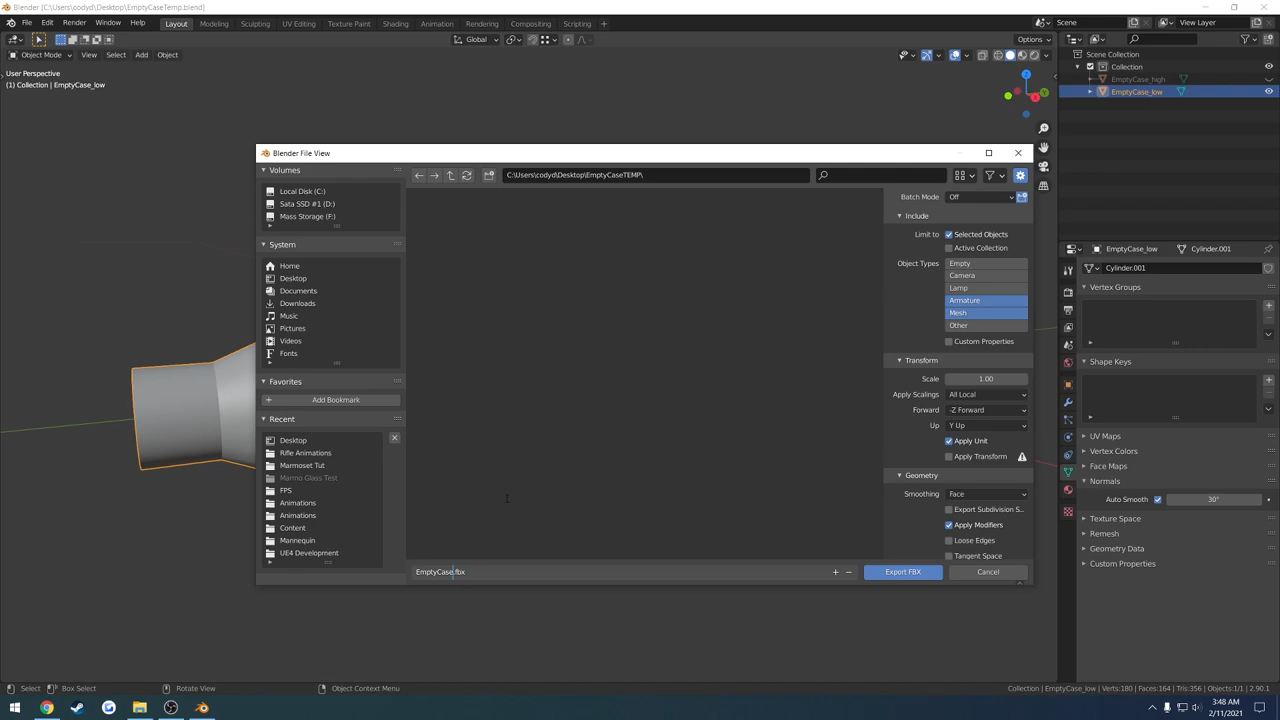 Blender [C:\Users\codyd\Desktop\EmptyCaseTemp.blend]
File Edit Render Window Help Layout Modeling Sculpting UV Editing Texture Paint Shading Animation Rendering Compositing Scripting + Scene View Layer
Global Options
Object Mode View Select Add Object
User Perspective
(1) Collection | EmptyCase_low
Scene Collection
Collection
EmptyCase_high
EmptyCase_low
Blender File View
Volumes
Local Disk (C:)
Sata SSD #1 (D:)
Mass Storage (F:)
System
Home
Desktop
Documents
Downloads
Music
Pictures
Videos
Fonts
Favorites
Add Bookmark
Recent
Desktop
Rifle Animations
Marmoset Tut
Marmo Glass Test
FPS
Animations
Animations
Content
Mannequin
UE4 Development
C:\Users\codyd\Desktop\EmptyCaseTEMP\
EmptyCase.fbx
Batch Mode Off
Include
Limit to Selected Objects
Active Collection
Object Types Empty
Camera
Lamp
Armature
Mesh
Other
Custom Properties
Transform
Scale 1.00
Apply Scalings All Local
Forward -Z Forward
Up Y Up
Apply Unit
Apply Transform
Geometry
Smoothing Face
Export Subdivision S...
Apply Modifiers
Loose Edges
Tangent Space
Export FBX Cancel
EmptyCase_low Cylinder.001
Cylinder.001
Vertex Groups
Shape Keys
UV Maps
Vertex Colors
Face Maps
Normals
Auto Smooth 30°
Texture Space
Remesh
Geometry Data
Custom Properties
Select Box Select Rotate View Object Context Menu Collection | EmptyCase_low | Verts:180 | Faces:164 | Tris:356 | Objects:1/1 | 2.90.1
3:48 AM
2/11/2021